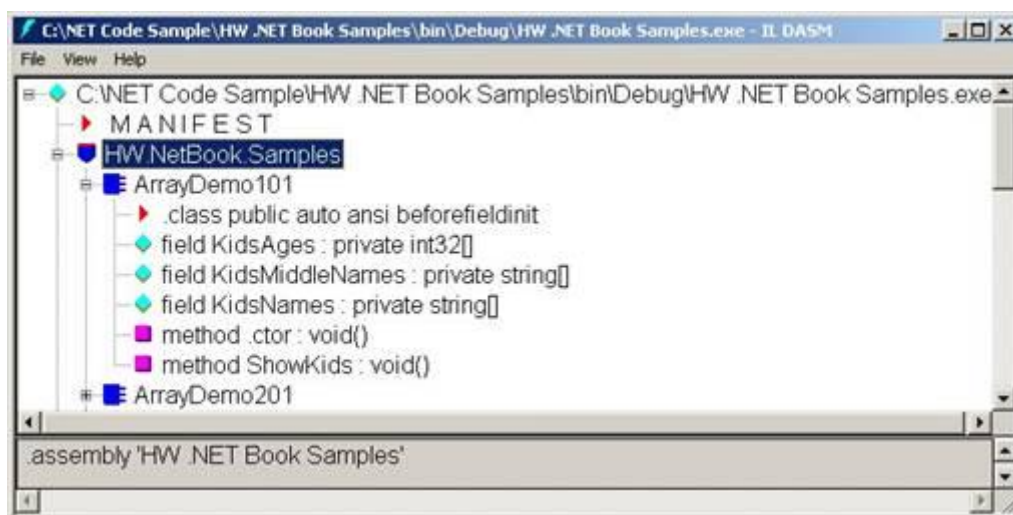 C:\NET Code Sample\HW .NET Book Samples\bin\Debug\HW .NET Book Samples.exe - IL DASM
File View Help
C:\NET Code Sample\HW .NET Book Samples\bin\Debug\HW .NET Book Samples.exe
MANIFEST
HW.NetBook.Samples
ArrayDemo101
.class public auto ansi beforefieldinit
field KidsAges : private int32[]
field KidsMiddleNames : private string[]
field KidsNames : private string[]
method .ctor : void()
method ShowKids : void()
ArrayDemo201
.assembly 'HW .NET Book Samples'